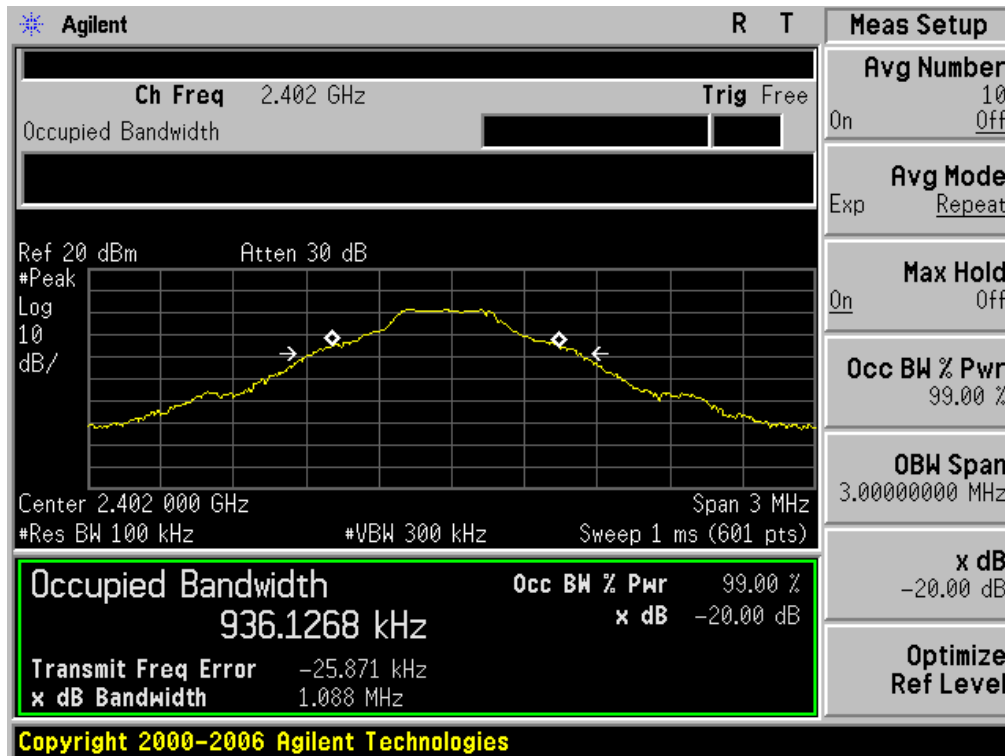 Agilent R T
Ch Freq 2.402 GHz Trig Free
Occupied Bandwidth
Ref 20 dBm Atten 30 dB
#Peak
Log
10
dB/
Center 2.402 000 GHz Span 3 MHz
#Res BW 100 kHz #VBW 300 kHz Sweep 1 ms (601 pts)
Occupied Bandwidth
936.1268 kHz
Occ BW % Pwr 99.00 %
x dB -20.00 dB
Transmit Freq Error -25.871 kHz
x dB Bandwidth 1.088 MHz
Copyright 2000-2006 Agilent Technologies
Meas Setup
Avg Number
10
On Off
Avg Mode
Exp Repeat
Max Hold
On Off
Occ BW % Pwr
99.00 %
OBW Span
3.00000000 MHz
x dB
-20.00 dB
Optimize
Ref Level